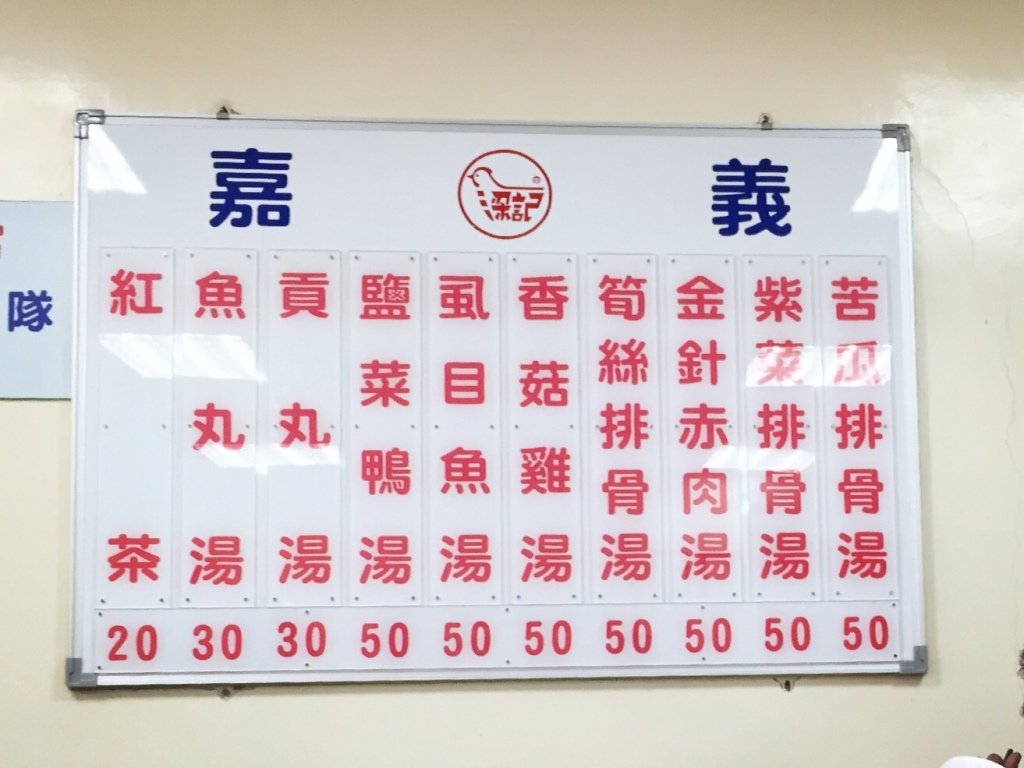 嘉 梁記® 義
紅茶 20
魚丸湯 30
貢丸湯 30
鹽菜鴨湯 50
虱目魚湯 50
香菇雞湯 50
筍絲排骨湯 50
金針赤肉湯 50
紫菜排骨湯 50
苦瓜排骨湯 50
隊